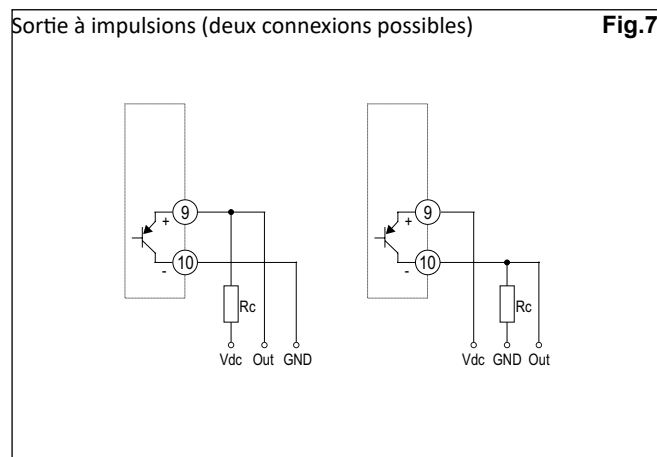 Sortie à impulsions (deux connexions possibles) Fig.7
+ 9 + 9
- 10 - 10
Rc Rc
Vdc Out GND Vdc GND Out